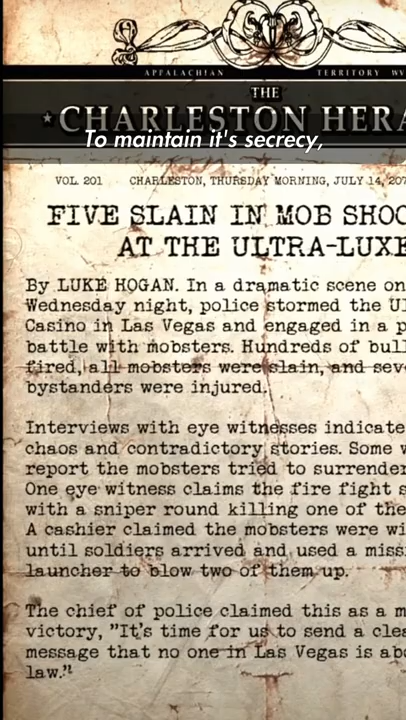 APPALACHIAN TERRITORY WV
THE
CHARLESTON HERA
To maintain it's secrecy,
VOL. 201 CHARLESTON, THURSDAY MORNING, JULY 14, 207
FIVE SLAIN IN MOB SHOO
AT THE ULTRA-LUXE
By LUKE HOGAN. In a dramatic scene on
Wednesday night, police stormed the Ul
Casino in Las Vegas and engaged in a p
battle with mobsters. Hundreds of bull
fired, all mobsters were slain, and seve
bystanders were injured.
Interviews with eye witnesses indicate
chaos and contradictory stories. Some w
report the mobsters tried to surrender
One eye witness claims the fire fight s
with a sniper round killing one of the
A cashier claimed the mobsters were wi
until soldiers arrived and used a miss
launcher to blow two of them up.
The chief of police claimed this as a m
victory, "It's time for us to send a clea
message that no one in Las Vegas is abo
law."